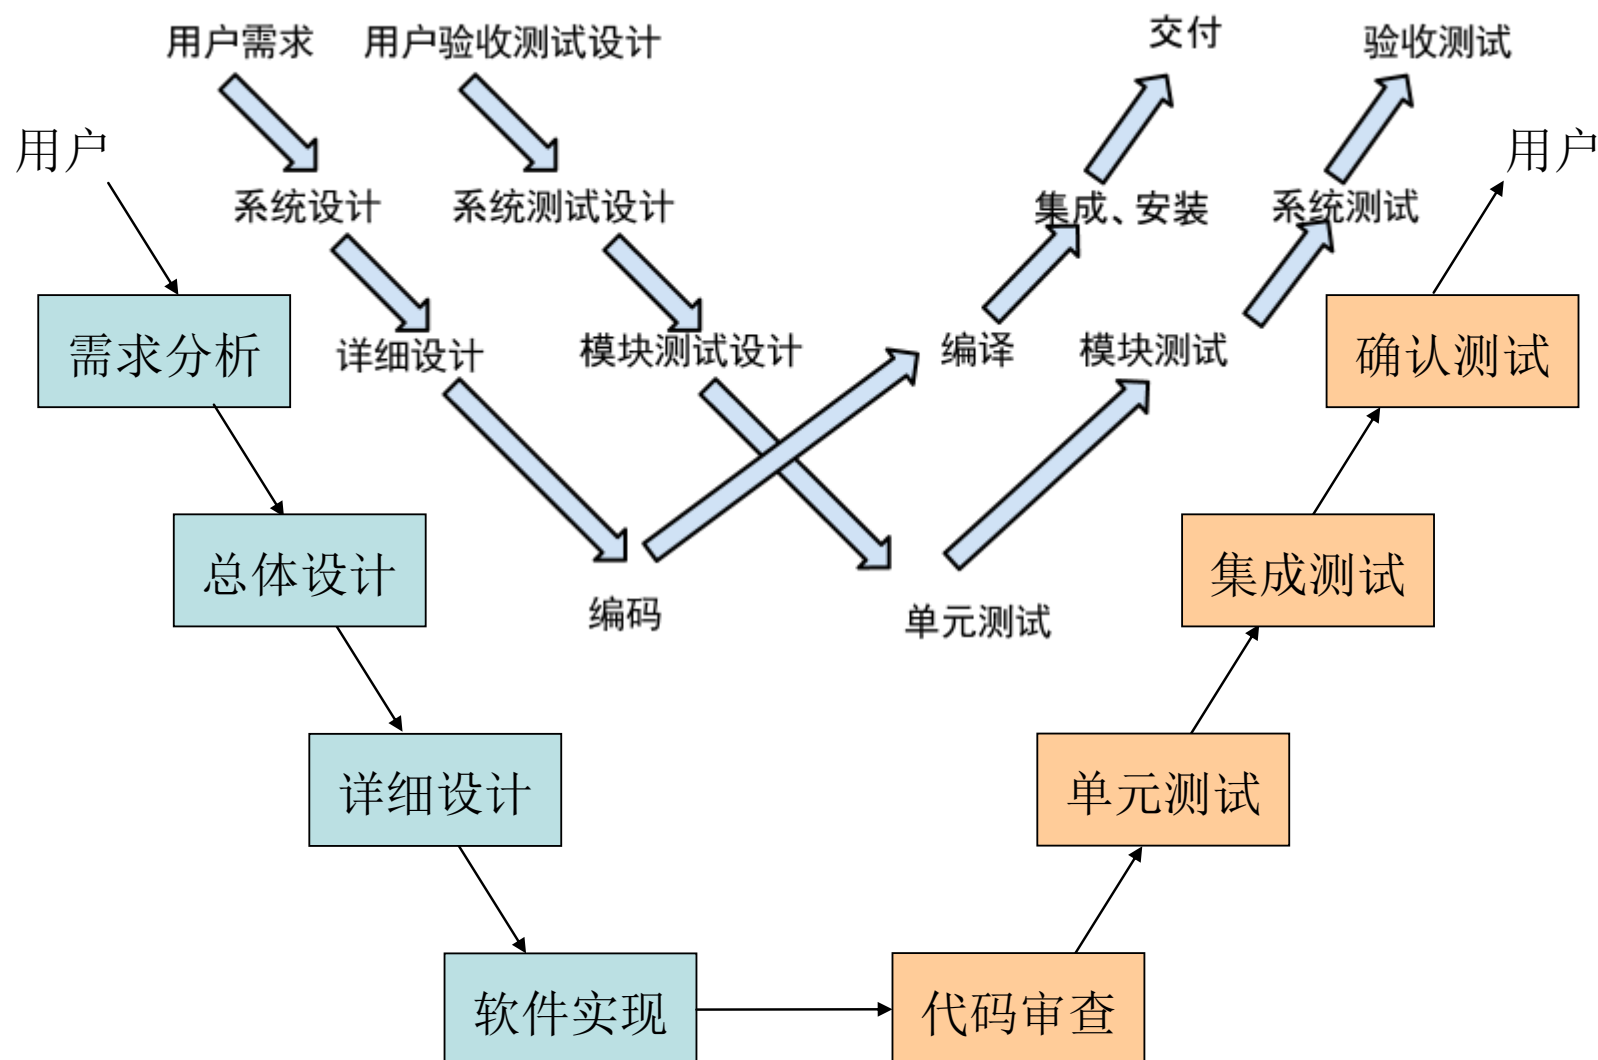 用户需求
用户验收测试设计
交付
验收测试
用户
用户
系统设计
系统测试设计
集成、安装
系统测试
需求分析
详细设计
模块测试设计
编译
模块测试
确认测试
总体设计
编码
单元测试
集成测试
详细设计
单元测试
软件实现
代码审查